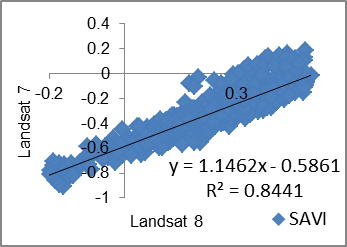 0.4
0.2
0
-0.2
0.3
-0.2
-0.4
-0.6
-0.8
-1
Landsat 7
y = 1.1462x - 0.5861
R² = 0.8441
Landsat 8
SAVI